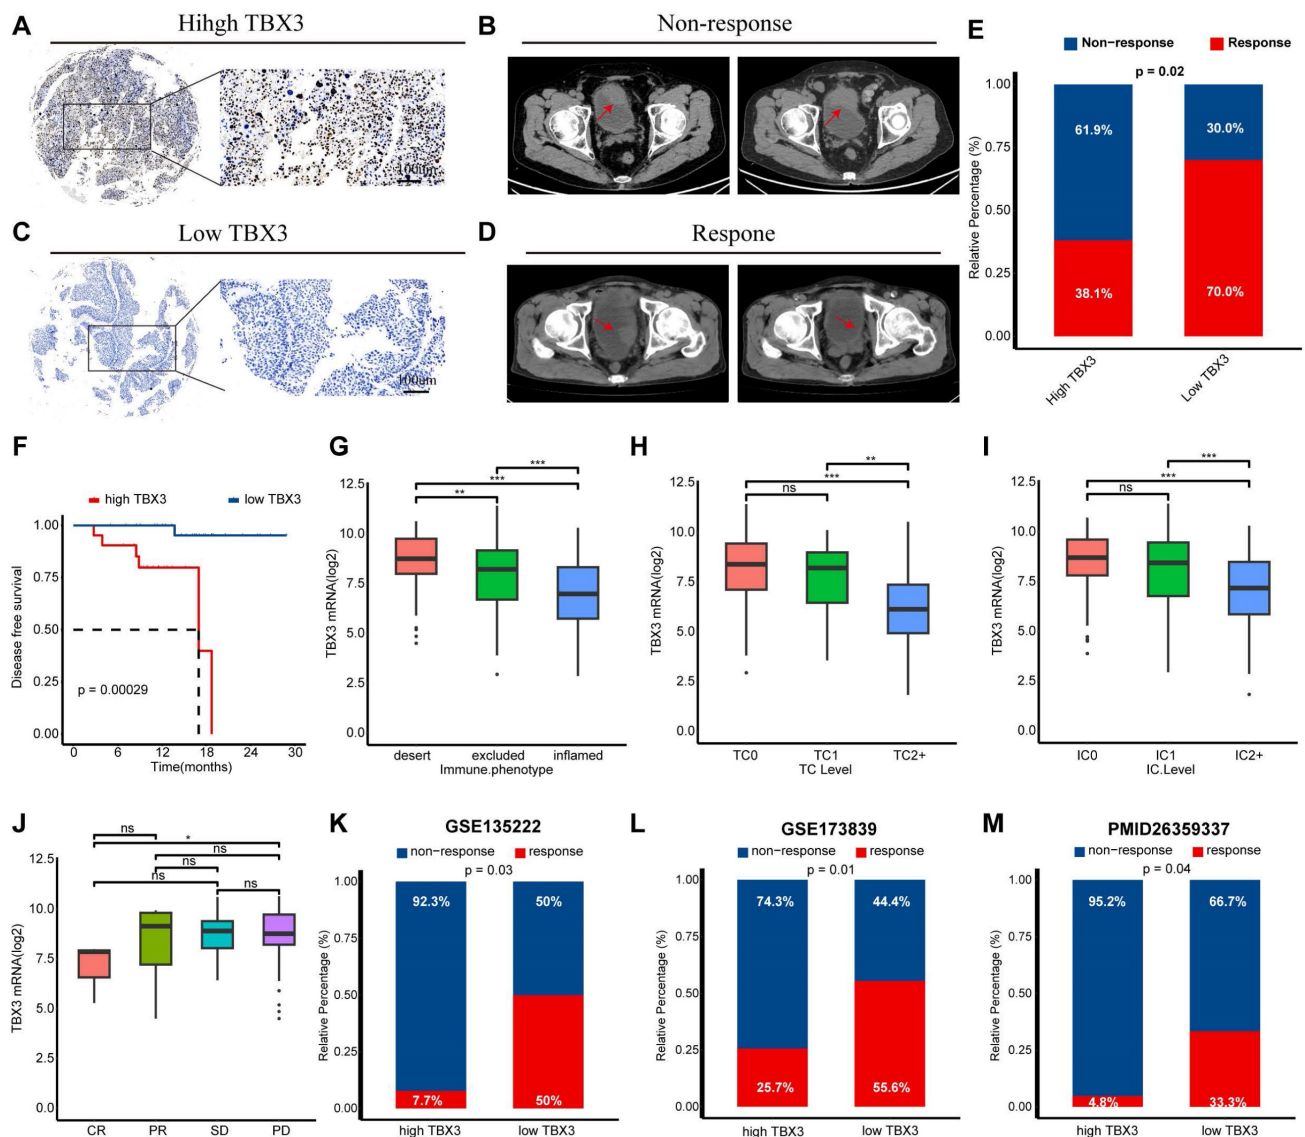 A
Hihgh TBX3
100um
B
Non-response
C
Low TBX3
100um
D
Respone
E
Non-response Response
p = 0.02
Relative Percentage (%)
1.00
0.75
0.50
0.25
0.00
61.9%
30.0%
38.1%
70.0%
High TBX3
Low TBX3
F
high TBX3 low TBX3
Disease free survival
1.00
0.75
0.50
0.25
0.00
p = 0.00029
0 6 12 18 24 30
Time(months)
G
TBX3 mRNA(log2)
12.5
10.0
7.5
5.0
2.5
0.0
***
***
**
desert excluded inflamed
Immune.phenotype
H
TBX3 mRNA(log2)
12.5
10.0
7.5
5.0
2.5
0.0
**
***
ns
TC0 TC1 TC2+
TC Level
I
TBX3 mRNA(log2)
12.5
10.0
7.5
5.0
2.5
0.0
***
***
ns
IC0 IC1 IC2+
IC.Level
J
TBX3 mRNA(log2)
12.5
10.0
7.5
5.0
2.5
0.0
ns
*
ns
ns
ns
ns
CR PR SD PD
K
GSE135222
non-response response
p = 0.03
Relative Percentage (%)
1.00
0.75
0.50
0.25
0.00
92.3% 50%
7.7% 50%
high TBX3 low TBX3
L
GSE173839
non-response response
p = 0.01
Relative Percentage (%)
1.00
0.75
0.50
0.25
0.00
74.3% 44.4%
25.7% 55.6%
high TBX3 low TBX3
M
PMID26359337
non-response response
p = 0.04
Relative Percentage (%)
1.00
0.75
0.50
0.25
0.00
95.2% 66.7%
4.8% 33.3%
high TBX3 low TBX3